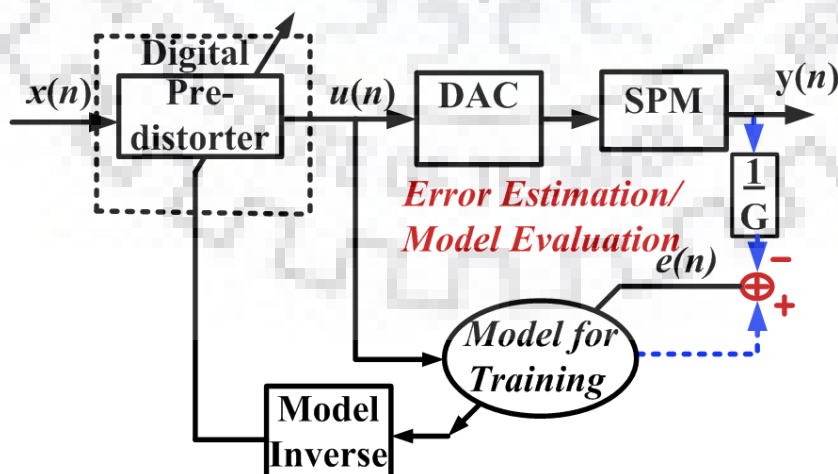 Digital
x(n)
Pre-
distorter
u(n)
DAC
SPM
y(n)
1
G
Error Estimation/
Model Evaluation
−
e(n)
+
Model for
Training
Model
Inverse